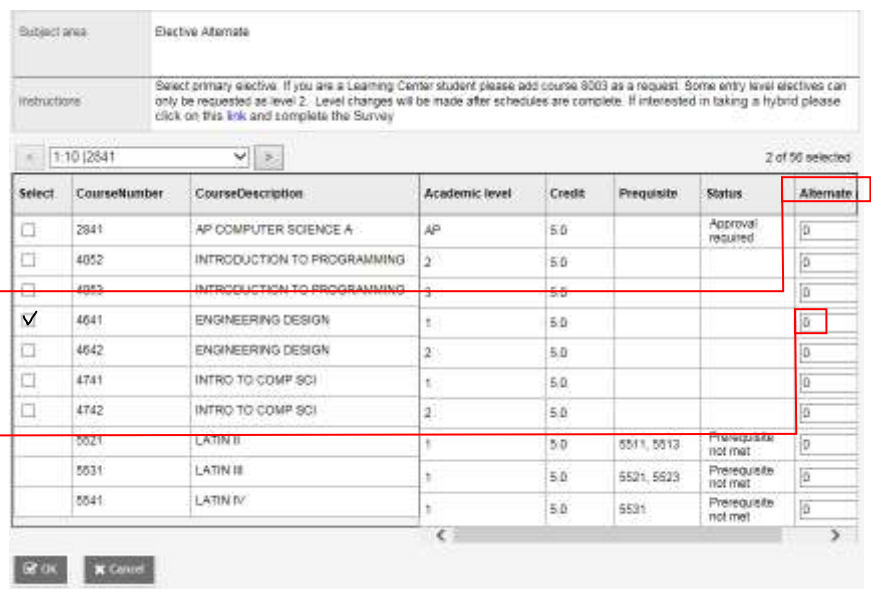 Subject area Elective Alternate
Select primary elective. If you are a Learning Center student please add course 6003 as a request. Some entry level electives can
Instructions only be requested as level 2. Level changes will be made after schedules are complete. If interested in taking a hybrid please
click on this link and complete the Survey
< 1:10 |2841 > 2 of 56 selected
Select CourseNumber CourseDescription Academic level Credit Prequisite Status Alternate
2841 AP COMPUTER SCIENCE A AP 5.0 Approval required 0
4052 INTRODUCTION TO PROGRAMMING 2 5.0 0
4053 INTRODUCTION TO PROGRAMMING 3 5.0 0
4641 ENGINEERING DESIGN 1 5.0 0
4642 ENGINEERING DESIGN 2 5.0 0
4741 INTRO TO COMP SCI 1 5.0 0
4742 INTRO TO COMP SCI 2 5.0 0
5521 LATIN II 1 5.0 5511, 5513 Prerequisite not met 0
5531 LATIN III 1 5.0 5521, 5523 Prerequisite not met 0
5541 LATIN IV 1 5.0 5531 Prerequisite not met 0
OK Cancel